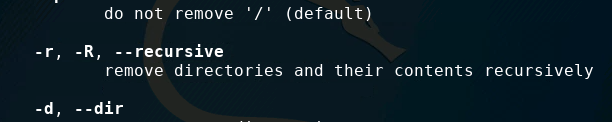 do not remove '/' (default)
-r, -R, --recursive
remove directories and their contents recursively
-d, --dir